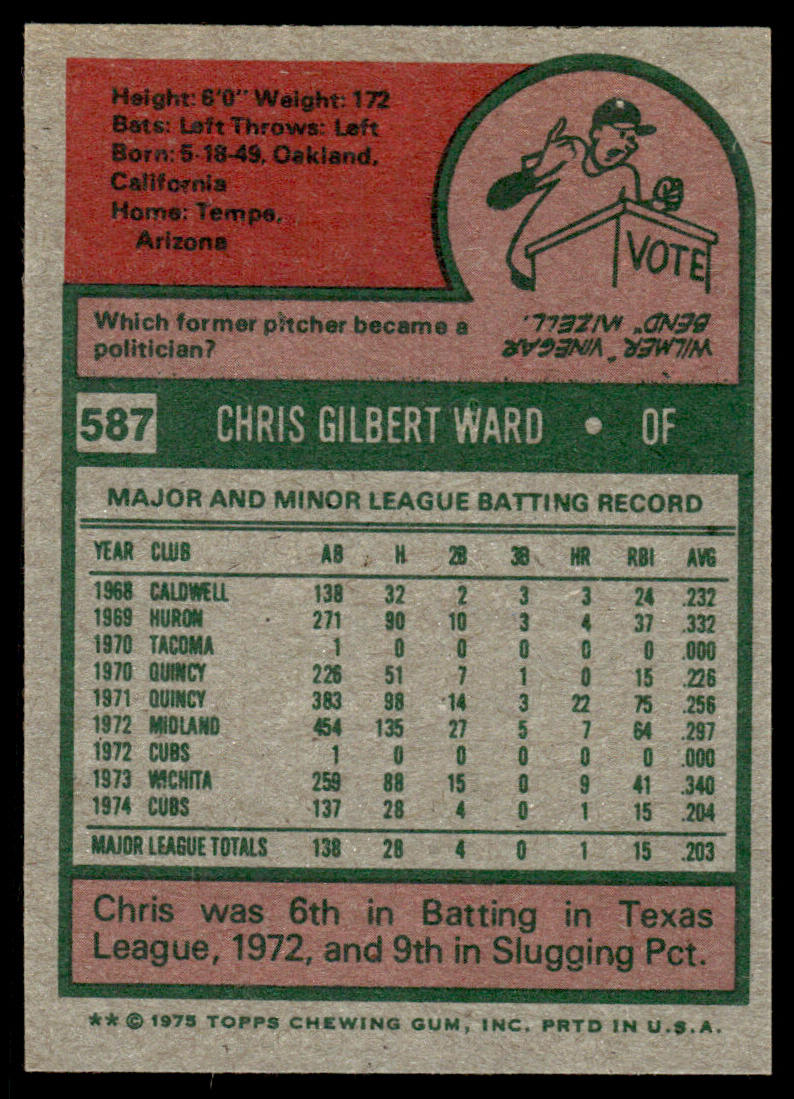 Height: 6'0" Weight: 172
Bats: Left Throws: Left
Born: 5-18-49, Oakland,
California
Home: Tempe,
Arizona
VOTE
Which former pitcher became a
politician?
WILMER "VINEGAR
BEND" MIZELL.
587 CHRIS GILBERT WARD • OF
MAJOR AND MINOR LEAGUE BATTING RECORD
YEAR CLUB AB H 2B 3B HR RBI AVG
1968 CALDWELL 138 32 2 3 3 24 .232
1969 HURON 271 90 10 3 4 37 .332
1970 TACOMA 1 0 0 0 0 0 .000
1970 QUINCY 226 51 7 1 0 15 .226
1971 QUINCY 383 98 14 3 22 75 .256
1972 MIDLAND 454 135 27 5 7 64 .297
1972 CUBS 1 0 0 0 0 0 .000
1973 WICHITA 259 88 15 0 9 41 .340
1974 CUBS 137 28 4 0 1 15 .204
MAJOR LEAGUE TOTALS 138 28 4 0 1 15 .203
Chris was 6th in Batting in Texas
League, 1972, and 9th in Slugging Pct.
** © 1975 TOPPS CHEWING GUM, INC. PRTD IN U.S.A.